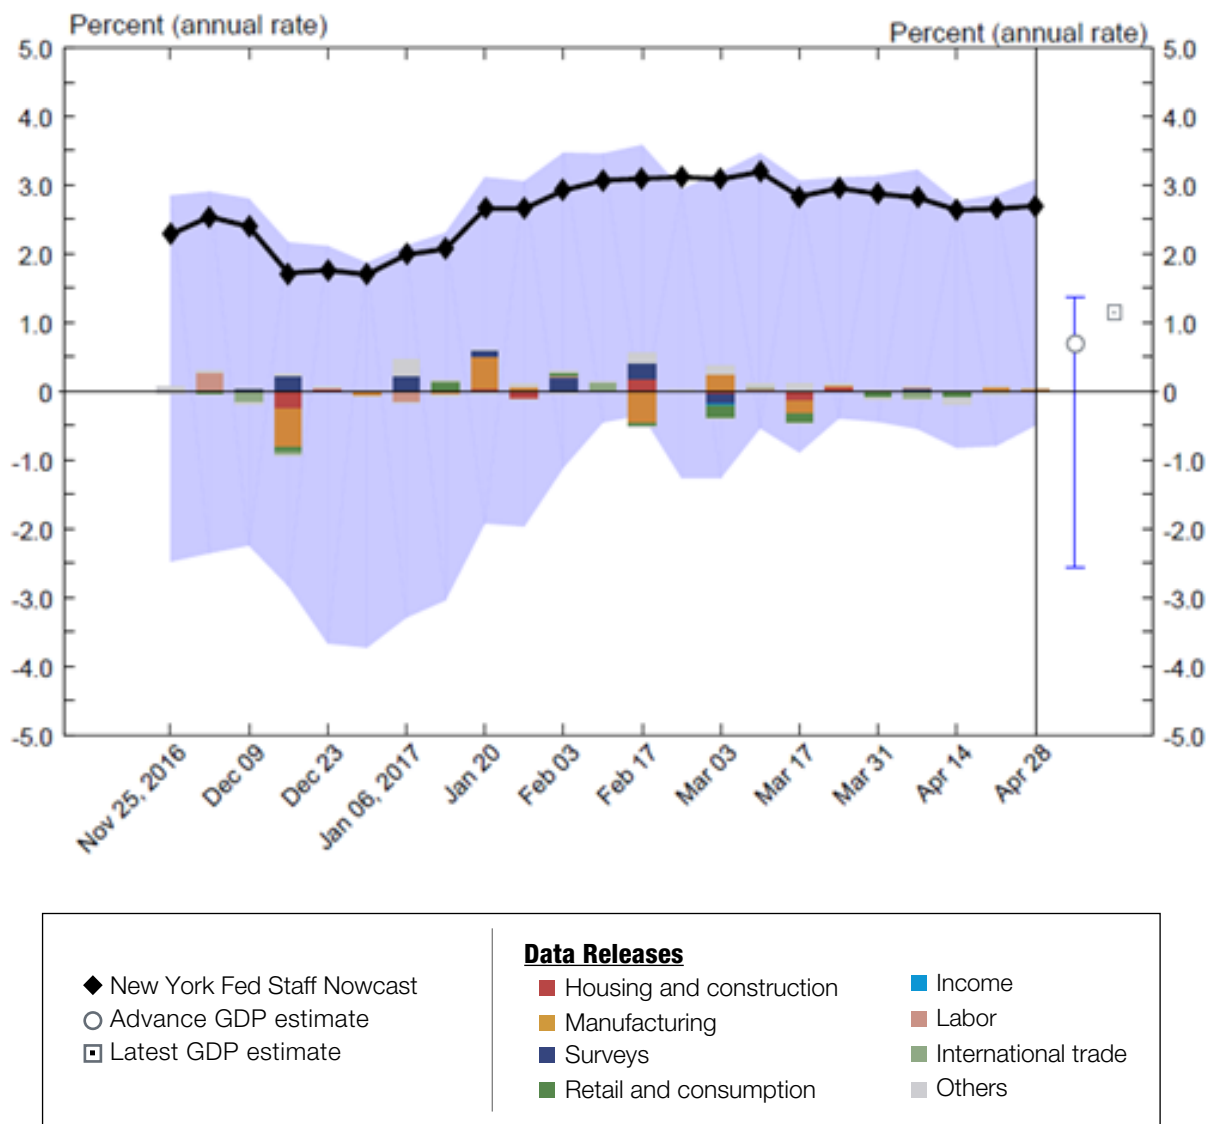 Percent (annual rate)
Percent (annual rate)
5.0
5.0
4.0
4.0
3.0
3.0
2.0
2.0
1.0
1.0
0
0
-1.0
-1.0
-2.0
-2.0
-3.0
-3.0
-4.0
-4.0
-5.0
-5.0
Nov 25, 2016
Dec 09
Dec 23
Jan 06, 2017
Jan 20
Feb 03
Feb 17
Mar 03
Mar 17
Mar 31
Apr 14
Apr 28
New York Fed Staff Nowcast
Advance GDP estimate
Latest GDP estimate
Data Releases
Housing and construction
Manufacturing
Surveys
Retail and consumption
Income
Labor
International trade
Others